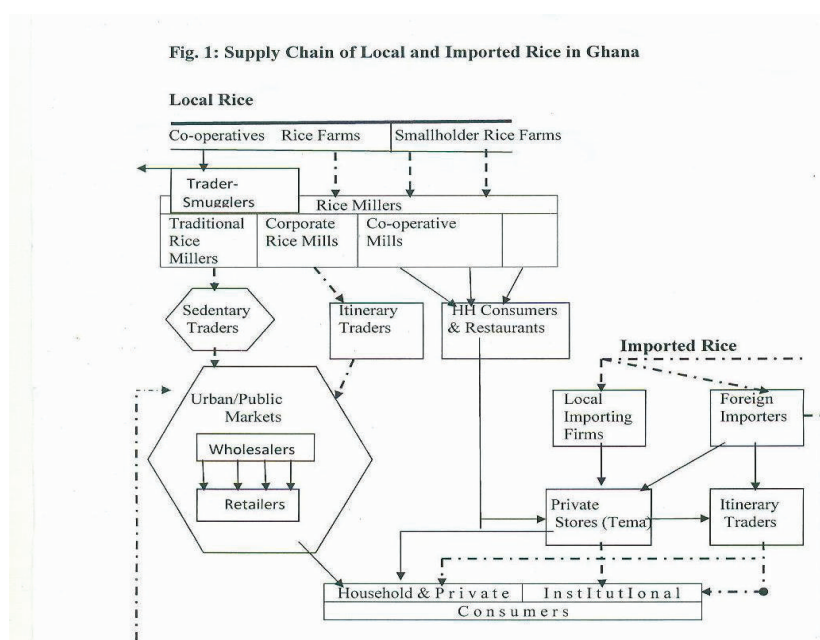 Fig. 1: Supply Chain of Local and Imported Rice in Ghana
Local Rice
Co-operatives Rice Farms Smallholder Rice Farms
Trader-
Smugglers
Rice Millers
Traditional
Rice
Millers
Corporate
Rice Mills
Co-operative
Mills
Sedentary
Traders
Itinerary
Traders
HH Consumers
& Restaurants
Imported Rice
Urban/Public
Markets
Wholesalers
Retailers
Local
Importing
Firms
Foreign
Importers
Private
Stores (Tema)
Itinerary
Traders
Household & Private
InstItutIonal
Consumers